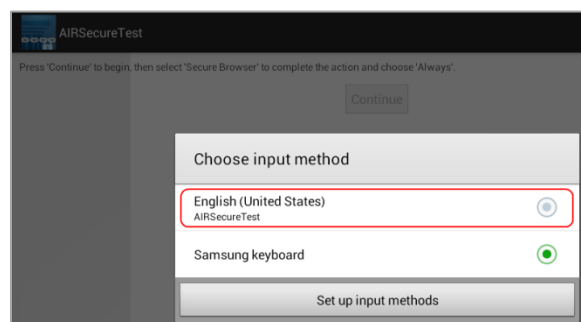 AIRSecureTest
Press 'Continue' to begin, then select 'Secure Browser' to complete the action and choose 'Always'.
Continue
Choose input method
English (United States)
AIRSecureTest
Samsung keyboard
Set up input methods